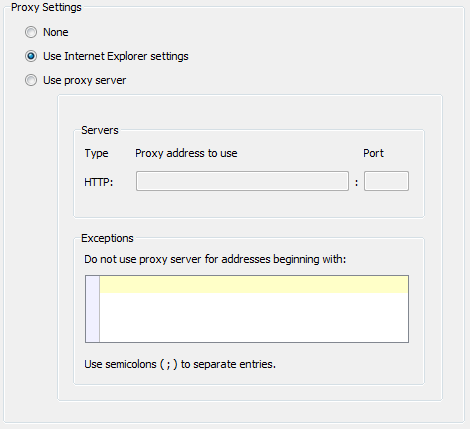 Proxy Settings
None
Use Internet Explorer settings
Use proxy server
Servers
Type Proxy address to use Port
HTTP: :
Exceptions
Do not use proxy server for addresses beginning with:
Use semicolons ( ; ) to separate entries.